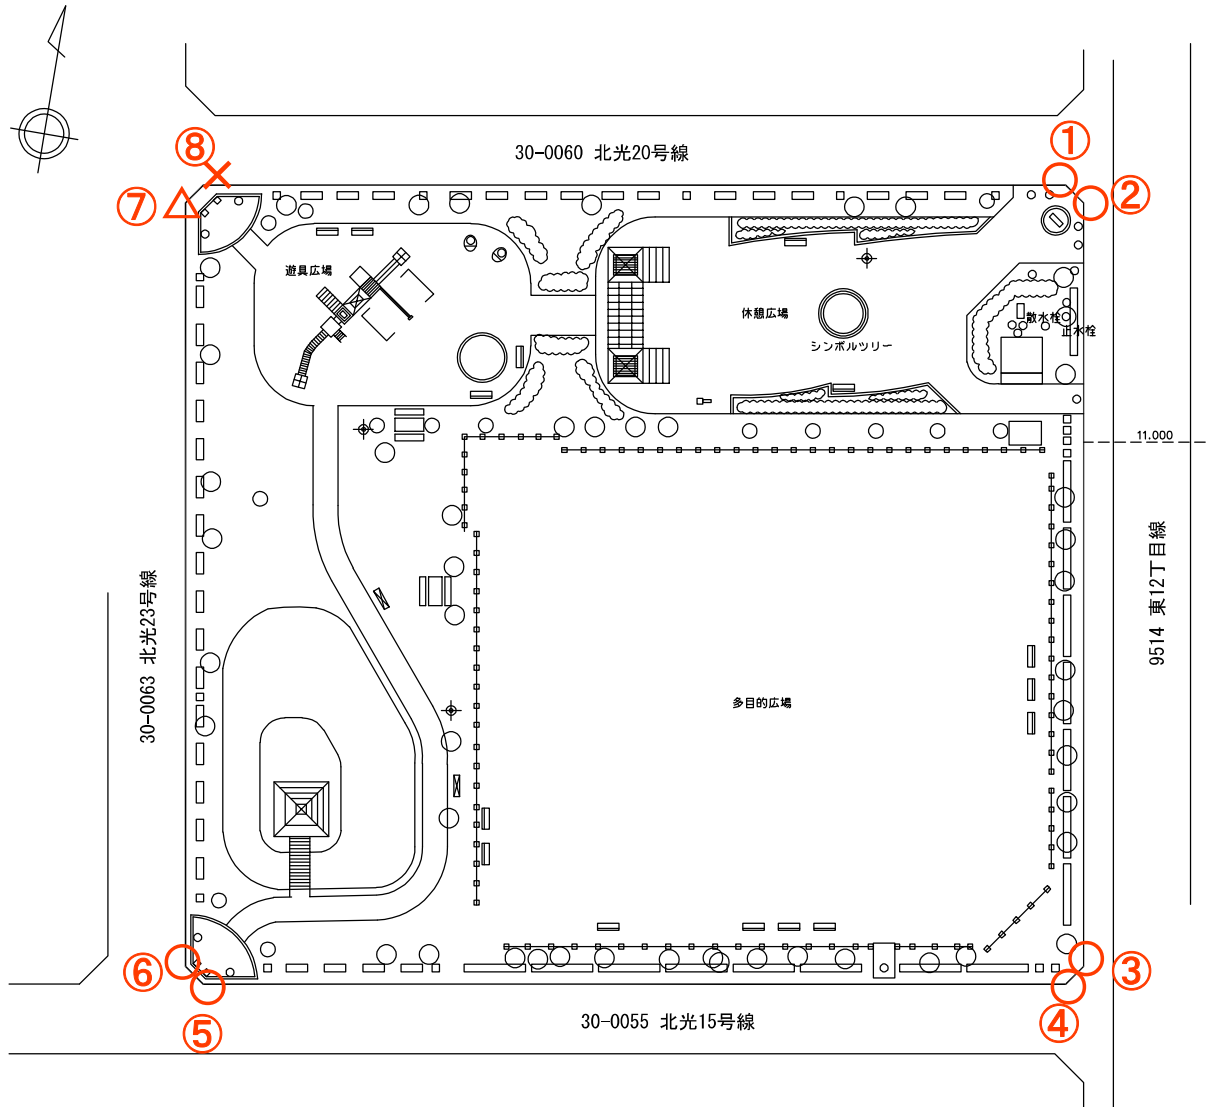 ①
30-0060 北光20号線
⑧
⑦
②
遊具広場
休憩広場
散水栓
止水栓
シンボルツリー
11.000
9514 東12丁目線
30-0063 北光23号線
多目的広場
⑥
③
⑤
④
30-0055 北光15号線